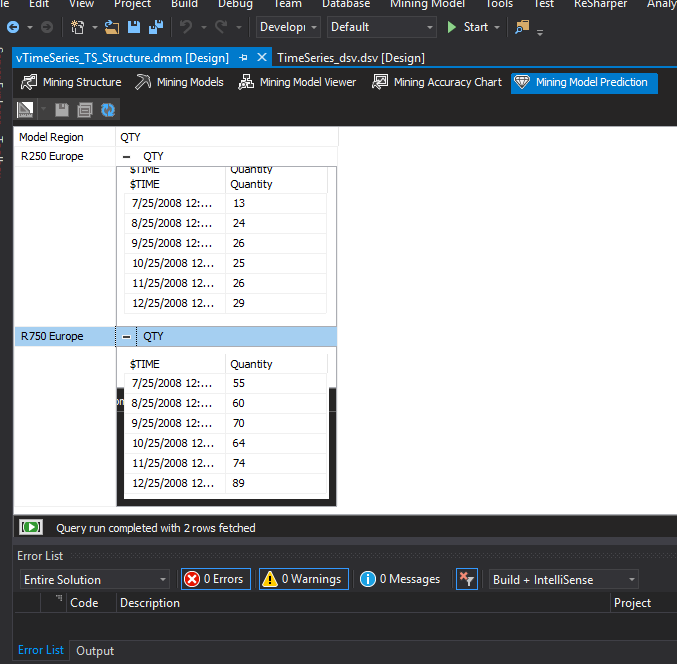 Edit View Project Build Debug Team Database Mining Model Tools Test ReSharper Analy
Developi Default Start
vTimeSeries_TS_Structure.dmm [Design] TimeSeries_dsv.dsv [Design]
Mining Structure Mining Models Mining Model Viewer Mining Accuracy Chart Mining Model Prediction
Model Region QTY
R250 Europe QTY
$TIME Quantity
$TIME Quantity
7/25/2008 12:... 13
8/25/2008 12:... 24
9/25/2008 12:... 26
10/25/2008 12... 25
11/25/2008 12... 26
12/25/2008 12... 29
R750 Europe QTY
$TIME Quantity
7/25/2008 12:... 55
8/25/2008 12:... 60
9/25/2008 12:... 70
10/25/2008 12... 64
11/25/2008 12... 74
12/25/2008 12... 89
Query run completed with 2 rows fetched
Error List
Entire Solution 0 Errors 0 Warnings 0 Messages Build + IntelliSense
Code Description Project
Error List Output